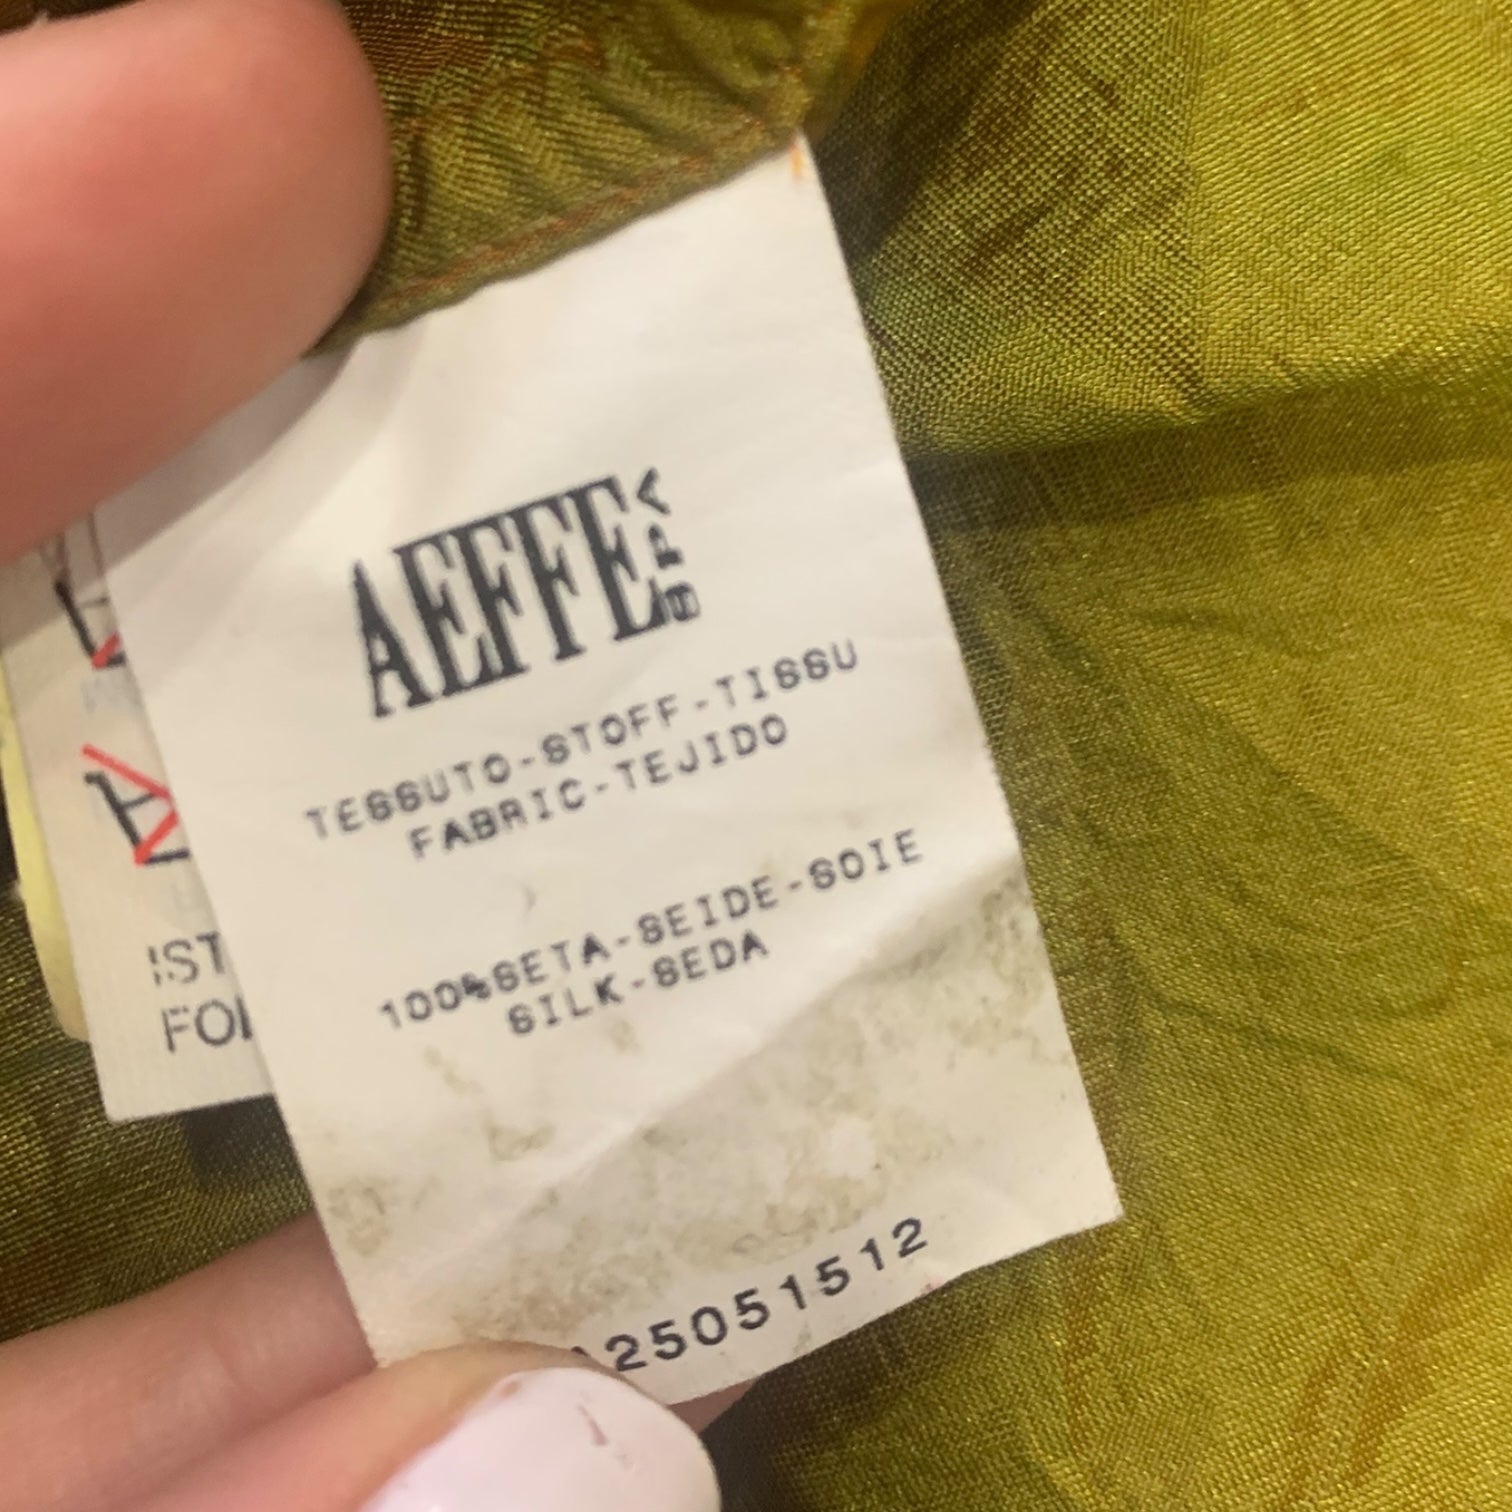 AEFFE SPA
TESSUTO-STOFF-TISSU
FABRIC-TEJIDO
100%SETA-SEIDE-SOIE
SILK-SEDA
25051512